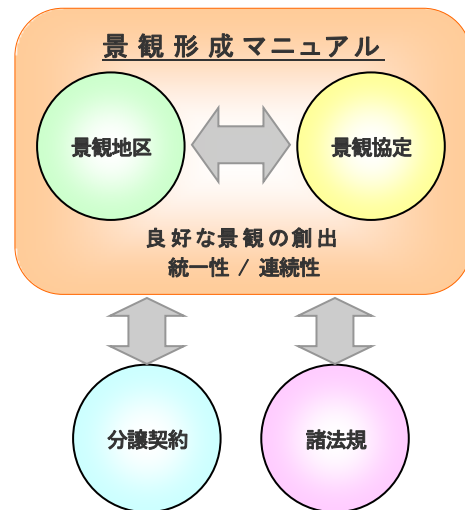 景観形成マニュアル
景観地区
景観協定
良好な景観の創出
統一性 / 連続性
分譲契約
諸法規